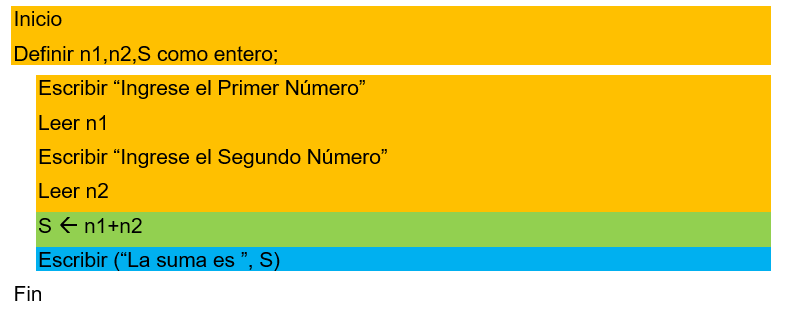 Inicio
Definir n1,n2,S como entero;
Escribir “Ingrese el Primer Número”
Leer n1
Escribir “Ingrese el Segundo Número”
Leer n2
S ← n1+n2
Escribir (“La suma es ”, S)
Fin